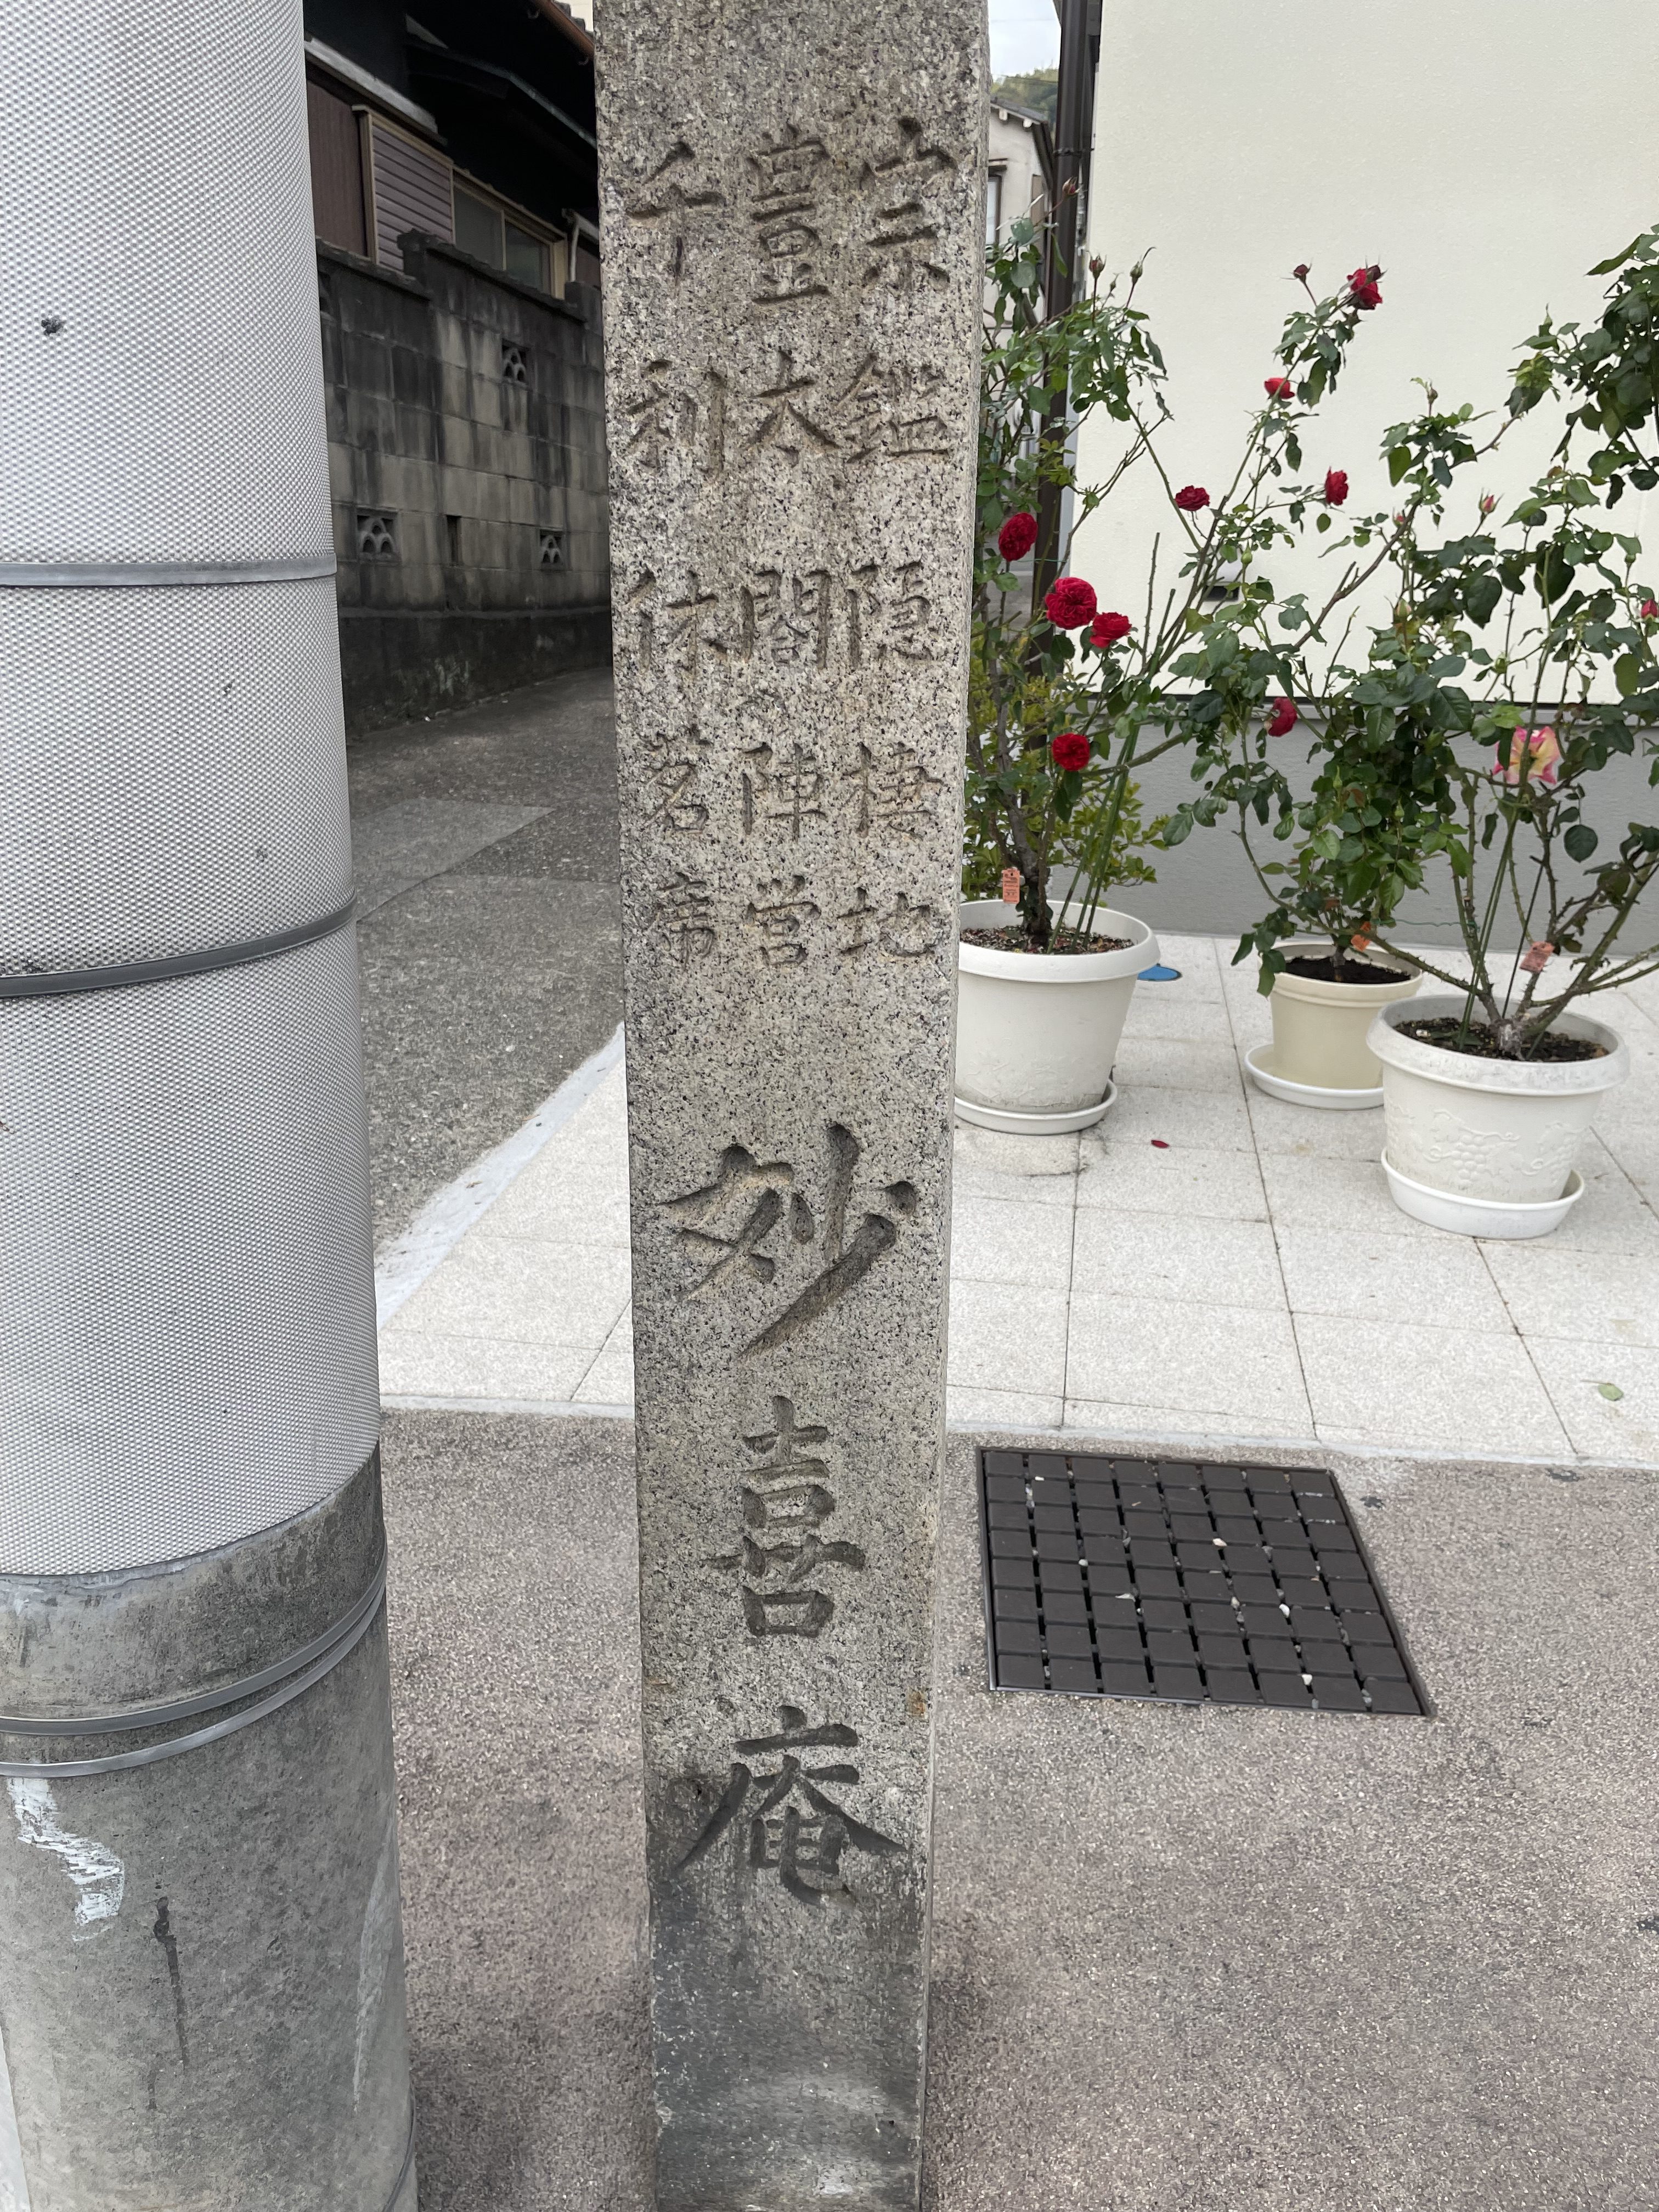 宗鑑隠棲地
豊太閤陣営
千利休茗席
妙喜庵